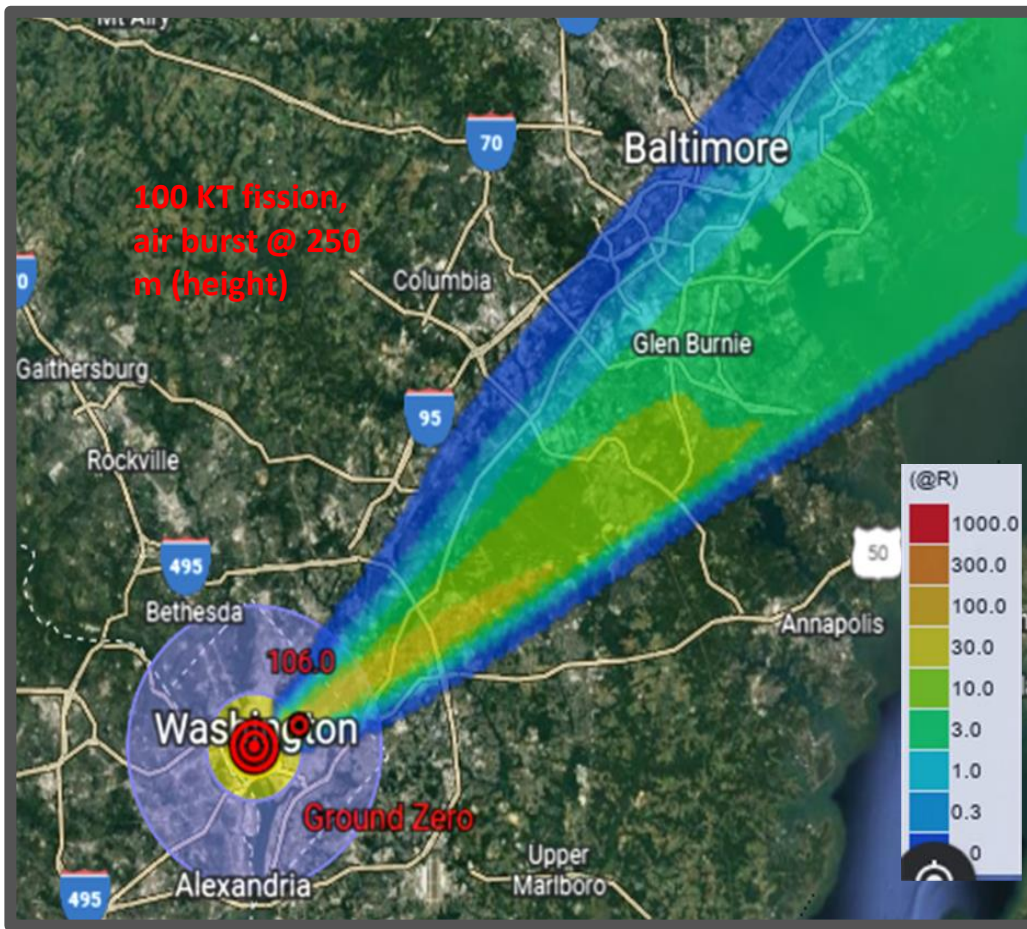 Mt Airy
70
Baltimore
100 KT fission,
air burst @ 250
m (height)
0
Columbia
Glen Burnie
Gaithersburg
95
Rockville
(@R)
1000.0
300.0
100.0
30.0
10.0
3.0
1.0
0.3
0
50
495
Bethesda
Annapolis
106.0
Washington
Ground Zero
Upper
Marlboro
Alexandria
495